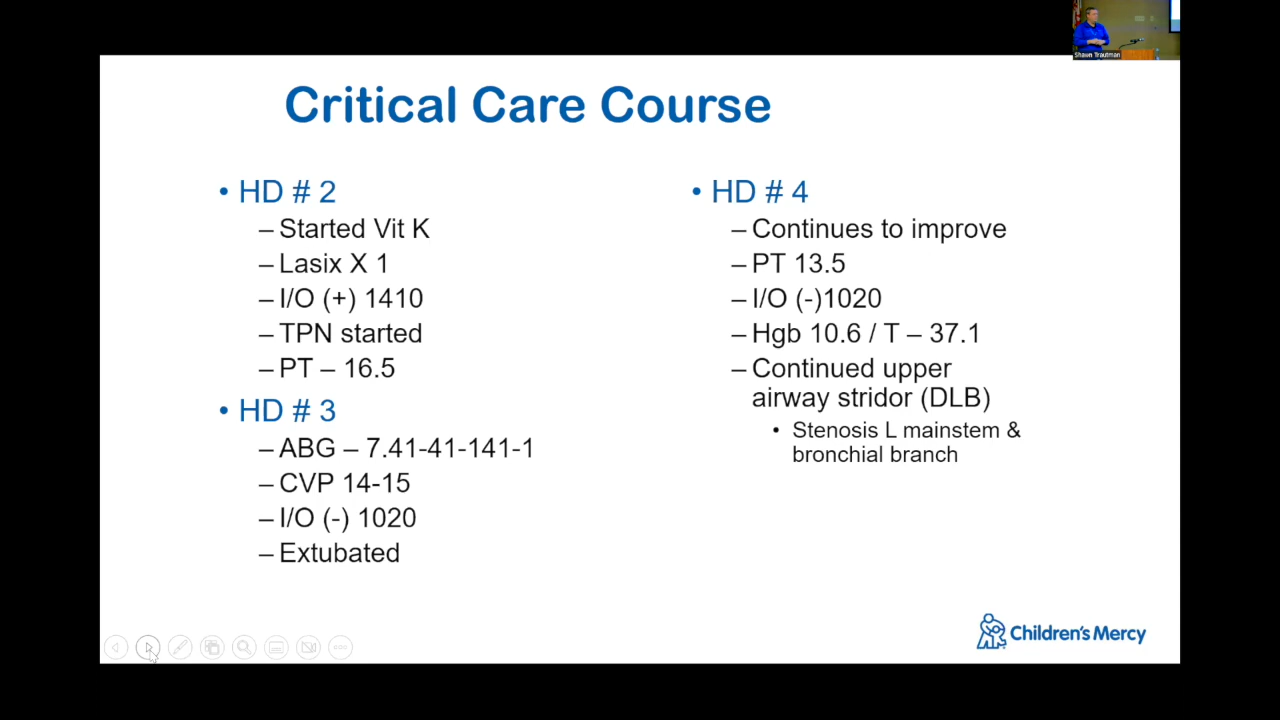 Shawn Trautman
Critical Care Course
• HD # 2
– Started Vit K
– Lasix X 1
– I/O (+) 1410
– TPN started
– PT – 16.5
• HD # 3
– ABG – 7.41-41-141-1
– CVP 14-15
– I/O (-) 1020
– Extubated
• HD # 4
– Continues to improve
– PT 13.5
– I/O (-)1020
– Hgb 10.6 / T – 37.1
– Continued upper
airway stridor (DLB)
• Stenosis L mainstem &
bronchial branch
Children's Mercy